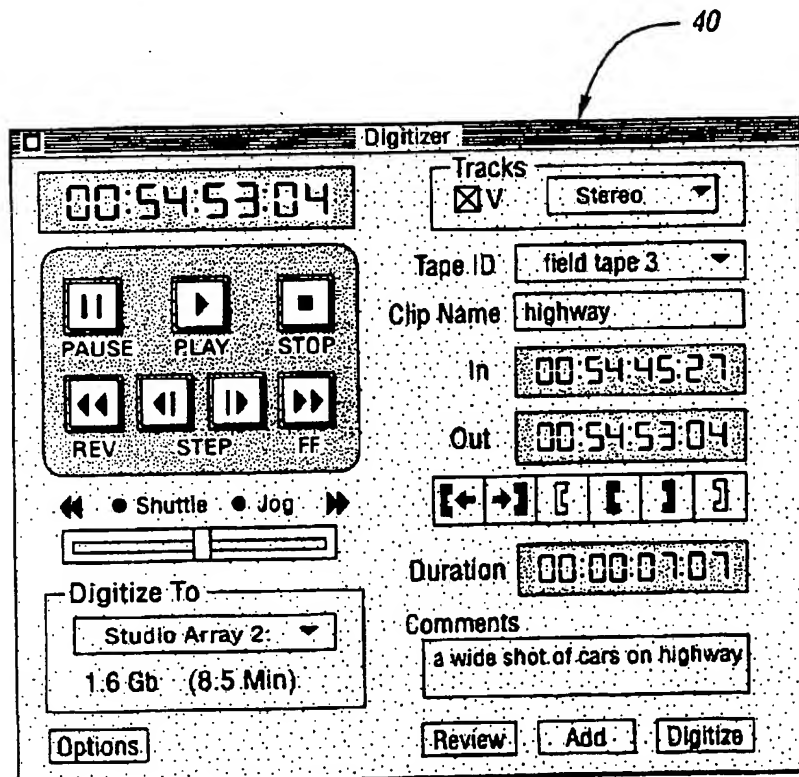 40
Digitizer
00:54:53:04
PAUSE PLAY STOP
REV STEP FF
Shuttle Jog
Digitize To
Studio Array 2:
1.6 Gb (8.5 Min)
Options
Tracks
V Stereo
Tape ID field tape 3
Clip Name highway
In 00:54:45:27
Out 00:54:53:04
Duration 00:00:07:07
Comments
a wide shot of cars on highway
Review Add Digitize